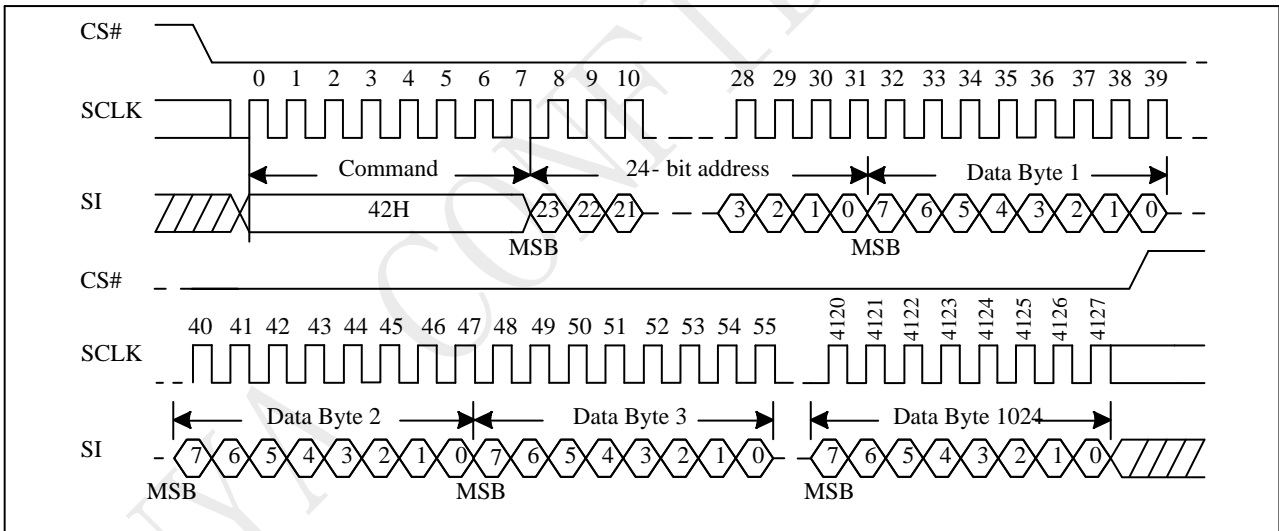 CS#
0 1 2 3 4 5 6 7 8 9 10 28 29 30 31 32 33 34 35 36 37 38 39
SCLK
Command 24- bit address Data Byte 1
SI 42H 23 22 21 3 2 1 0 7 6 5 4 3 2 1 0
MSB MSB
CS#
40 41 42 43 44 45 46 47 48 49 50 51 52 53 54 55 4120 4121 4122 4123 4124 4125 4126 4127
SCLK
Data Byte 2 Data Byte 3 Data Byte 1024
SI 7 6 5 4 3 2 1 0 7 6 5 4 3 2 1 0 7 6 5 4 3 2 1 0
MSB MSB MSB